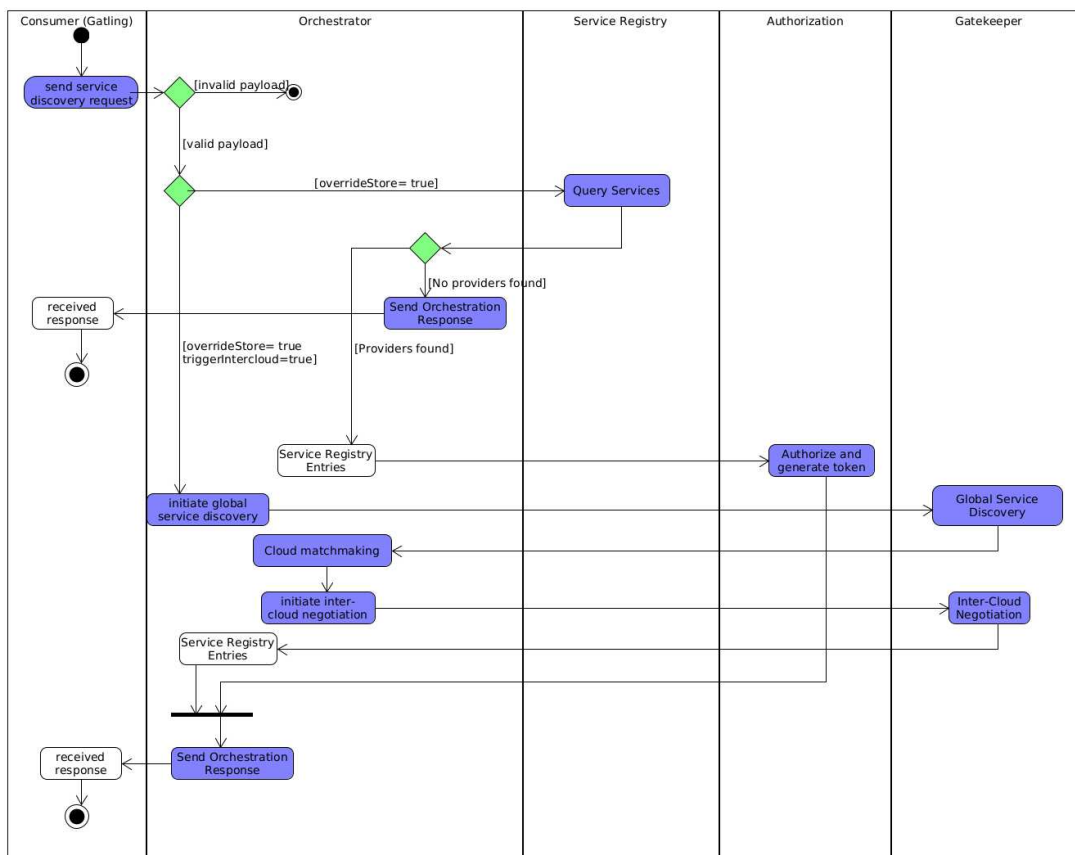 Consumer (Gatling)
Orchestrator
Service Registry
Authorization
Gatekeeper
send service
discovery request
[invalid payload]
[valid payload]
[overrideStore= true]
Query Services
[No providers found]
received
response
Send Orchestration
Response
[overrideStore= true
triggerIntercloud=true]
[Providers found]
Service Registry
Entries
Authorize and
generate token
initiate global
service discovery
Global Service
Discovery
Cloud matchmaking
initiate inter-
cloud negotiation
Inter-Cloud
Negotiation
Service Registry
Entries
received
response
Send Orchestration
Response